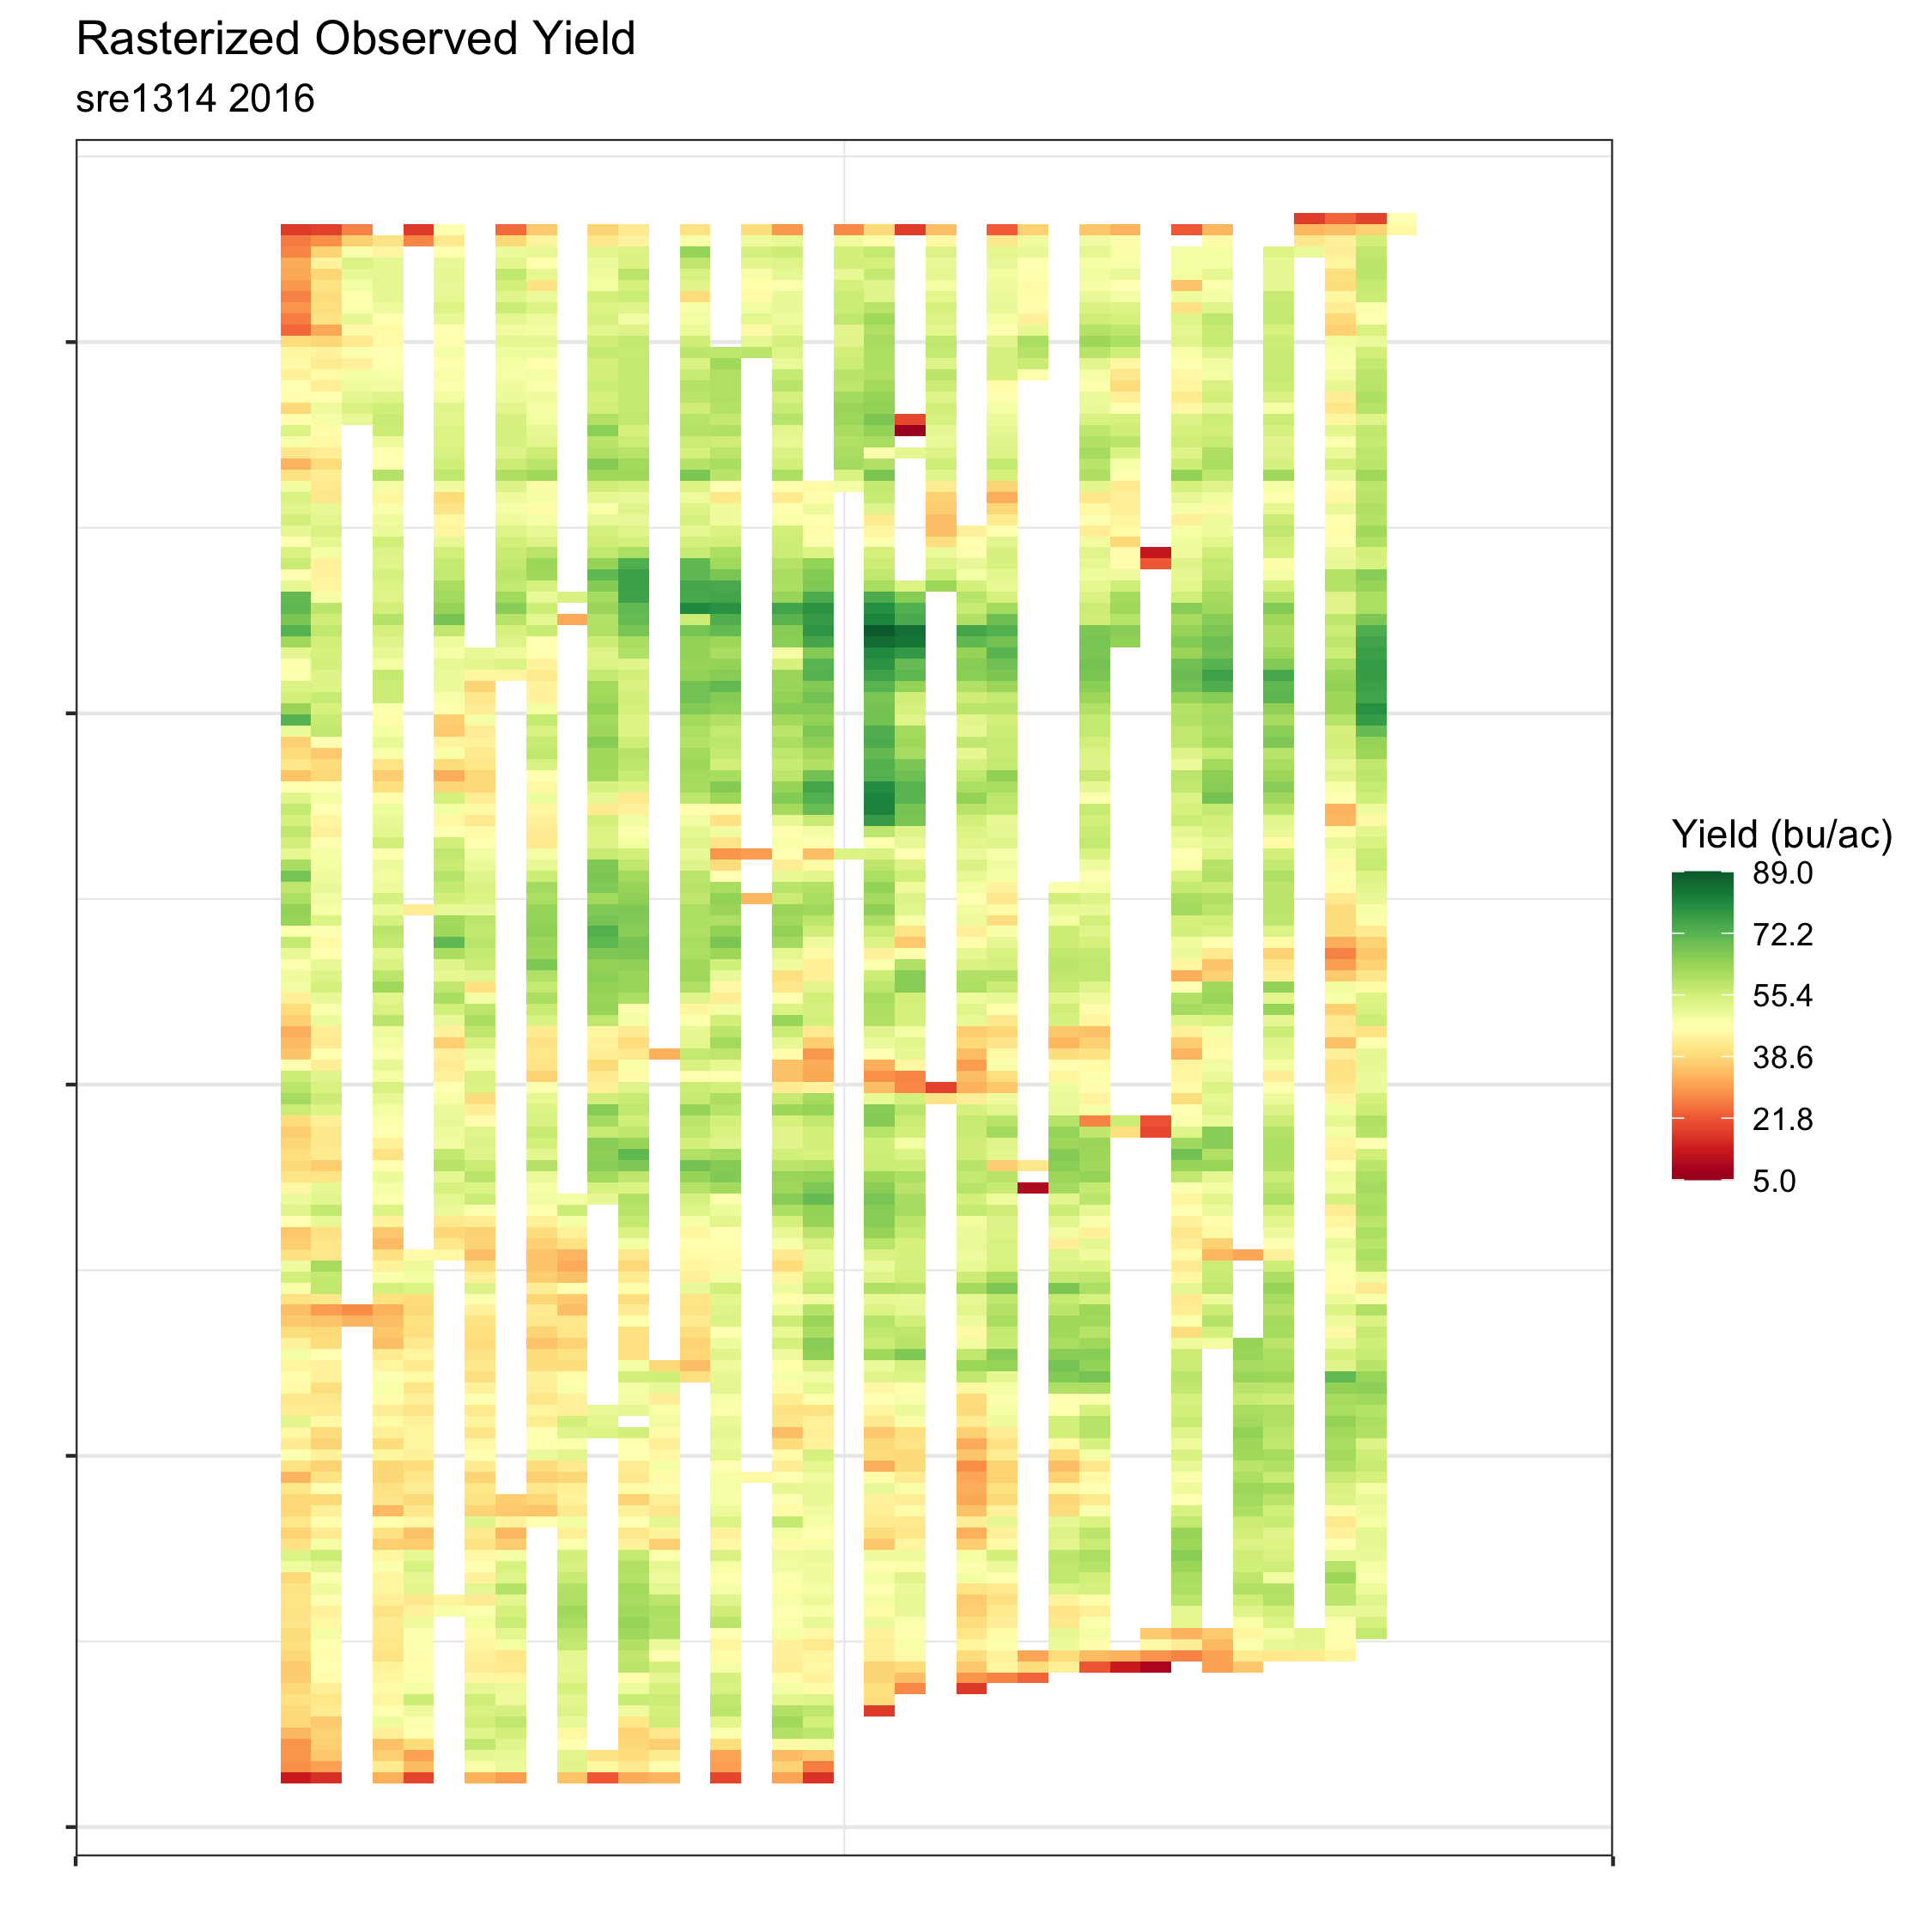 Rasterized Observed Yield
sre1314 2016
Yield (bu/ac)
89.0
72.2
55.4
38.6
21.8
5.0